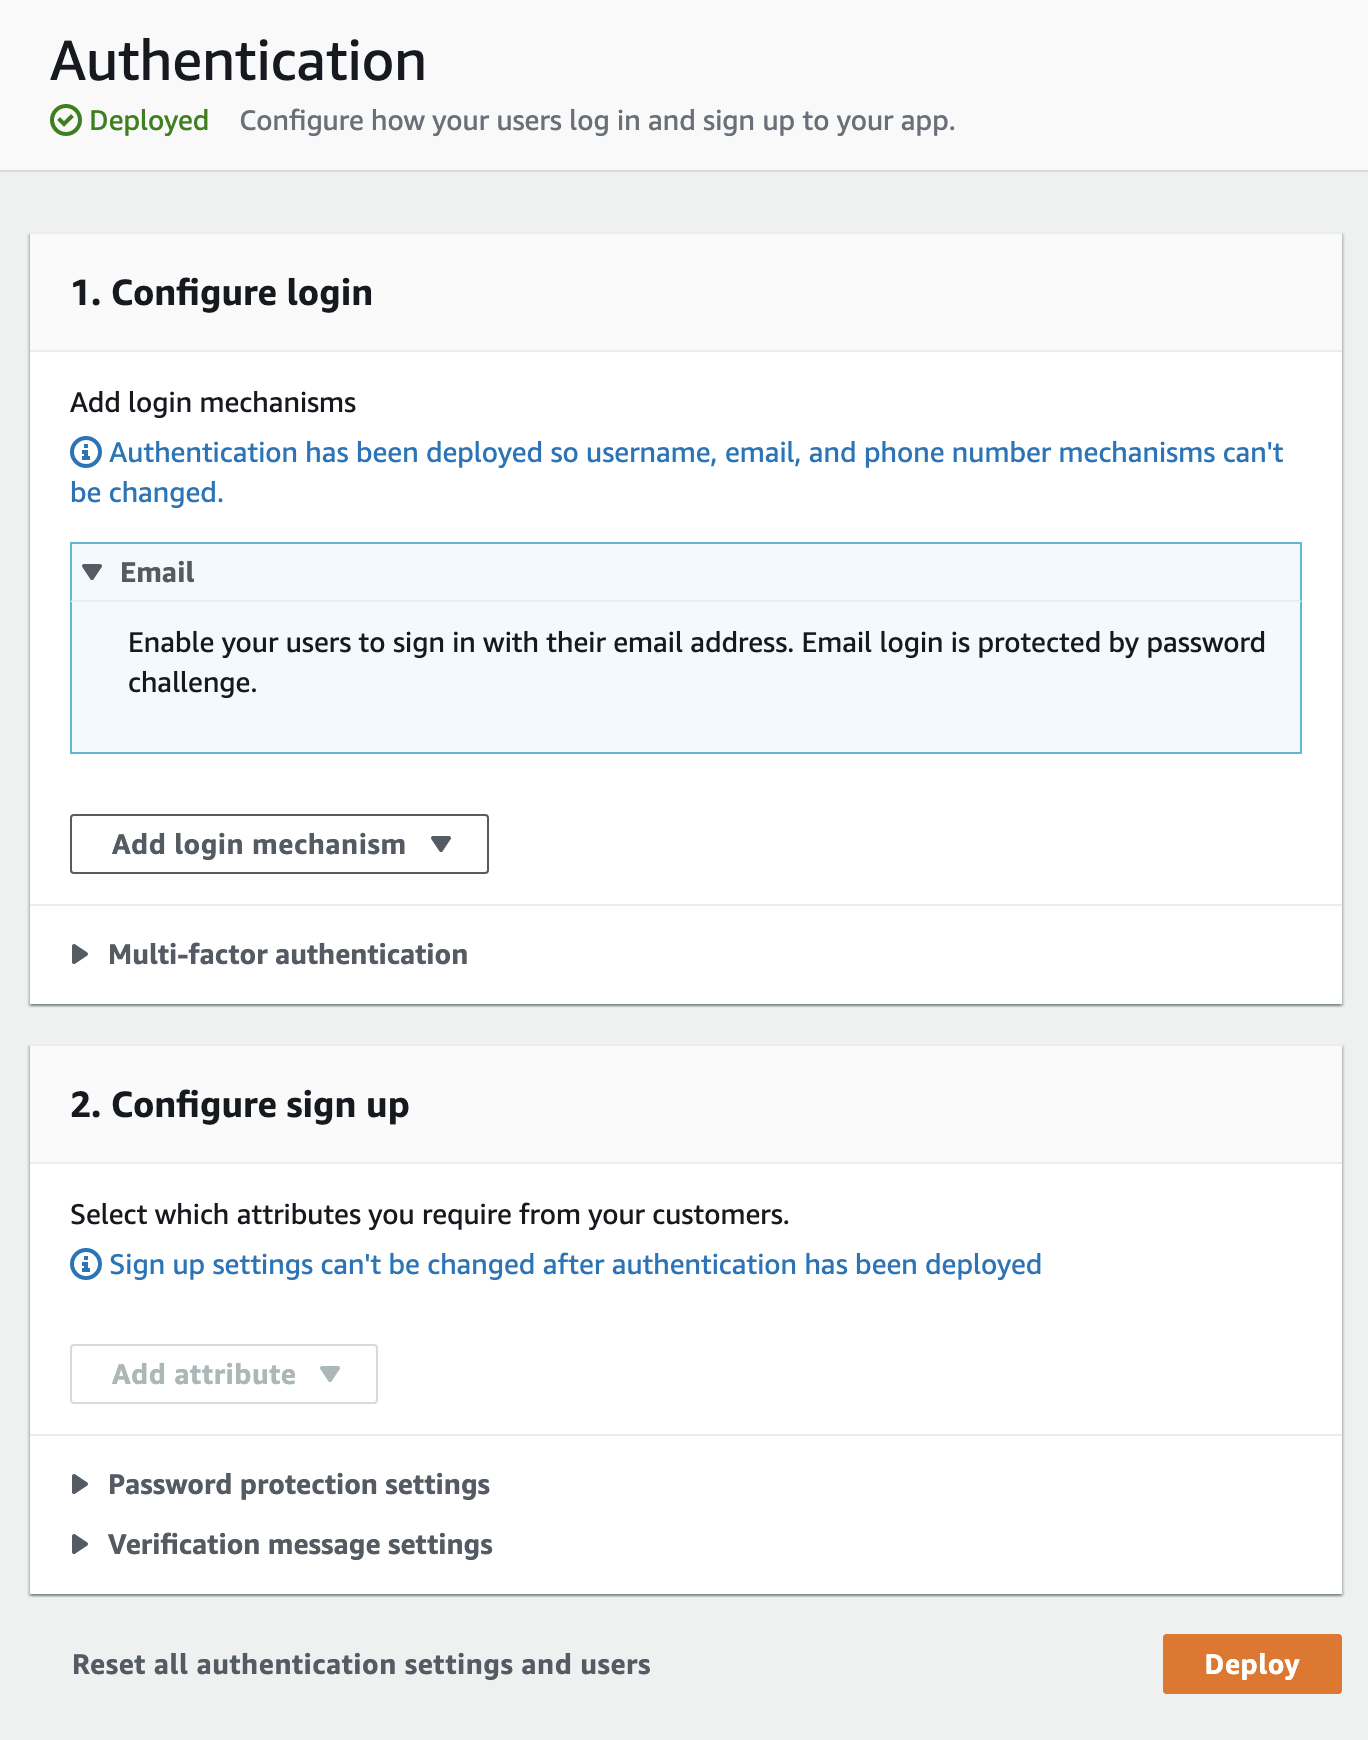 Authentication
Deployed Configure how your users log in and sign up to your app.
1. Configure login
Add login mechanisms
Authentication has been deployed so username, email, and phone number mechanisms can't
be changed.
Email
Enable your users to sign in with their email address. Email login is protected by password
challenge.
Add login mechanism
Multi-factor authentication
2. Configure sign up
Select which attributes you require from your customers.
Sign up settings can't be changed after authentication has been deployed
Add attribute
Password protection settings
Verification message settings
Reset all authentication settings and users
Deploy